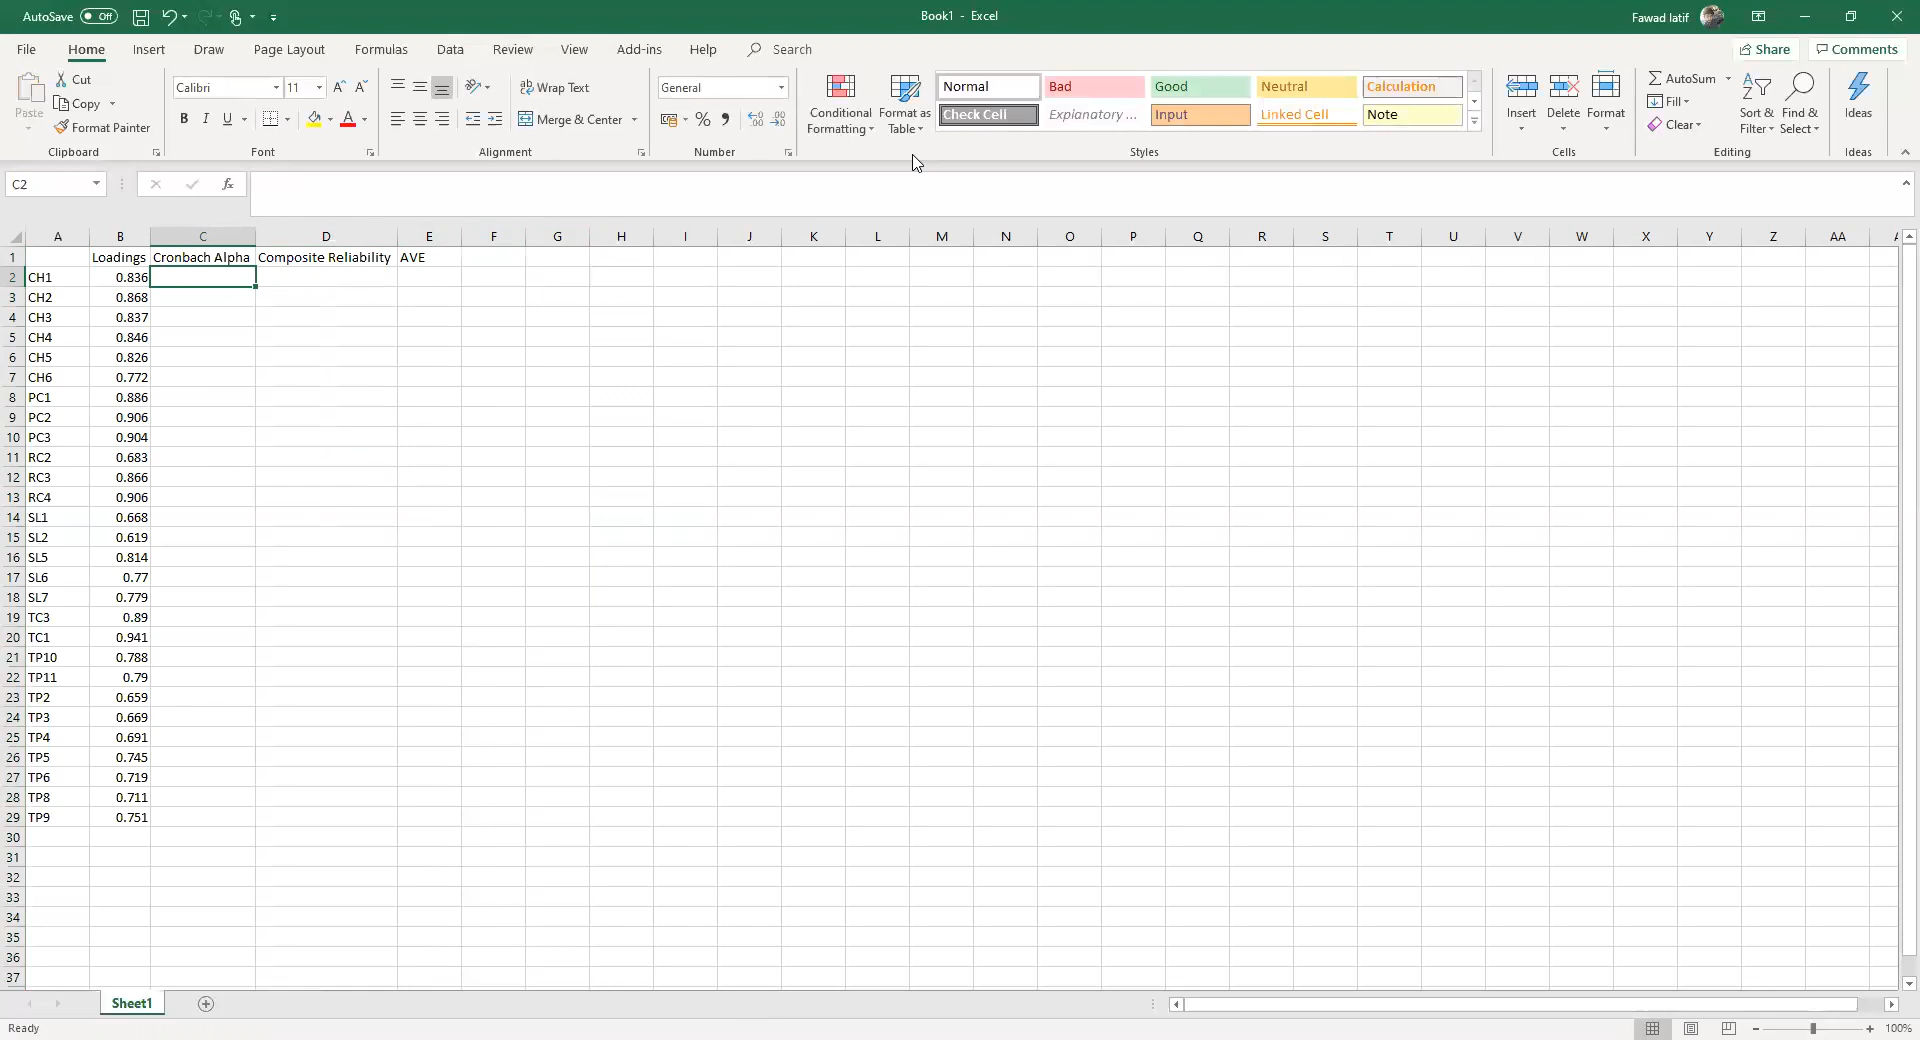 AutoSave Off
Book1 - Excel
Fawad latif
File Home Insert Draw Page Layout Formulas Data Review View Add-ins Help Search
Share Comments
Paste
Cut
Copy
Format Painter
Clipboard
Calibri 11
B I U
Font
Wrap Text
Merge & Center
Alignment
General
Number
Conditional Formatting
Format as Table
Normal Bad Good Neutral Calculation
Check Cell Explanatory ... Input Linked Cell Note
Styles
Insert Delete Format
Cells
AutoSum
Fill
Clear
Sort & Filter
Find & Select
Editing
Ideas
Ideas
C2
fx
A B C D E F G H I J K L M N O P Q R S T U V W X Y Z AA
1 Loadings Cronbach Alpha Composite Reliability AVE
2 CH1 0.836
3 CH2 0.868
4 CH3 0.837
5 CH4 0.846
6 CH5 0.826
7 CH6 0.772
8 PC1 0.886
9 PC2 0.906
10 PC3 0.904
11 RC2 0.683
12 RC3 0.866
13 RC4 0.906
14 SL1 0.668
15 SL2 0.619
16 SL5 0.814
17 SL6 0.77
18 SL7 0.779
19 TC3 0.89
20 TC1 0.941
21 TP10 0.788
22 TP11 0.79
23 TP2 0.659
24 TP3 0.669
25 TP4 0.691
26 TP5 0.745
27 TP6 0.719
28 TP8 0.711
29 TP9 0.751
30
31
32
33
34
35
36
37
Sheet1
Ready
100%